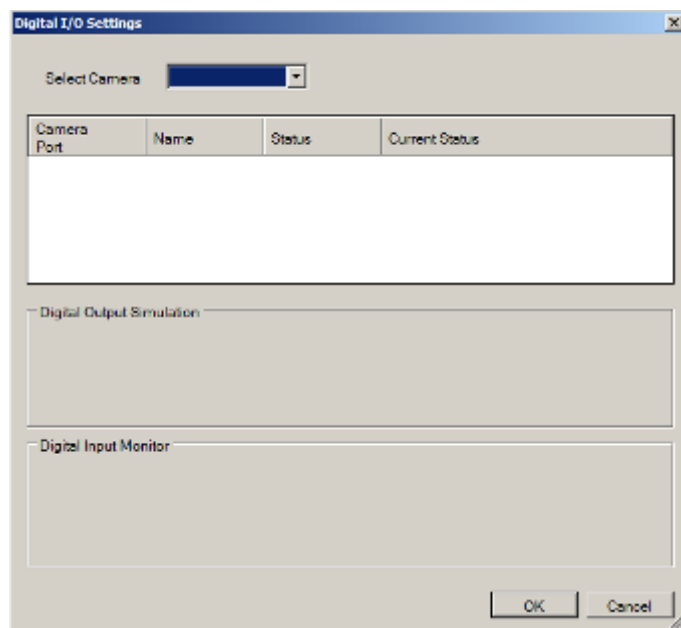 Digital I/O Settings
Select Camera
Camera Port Name Status Current Status
Digital Output Simulation
Digital Input Monitor
OK Cancel